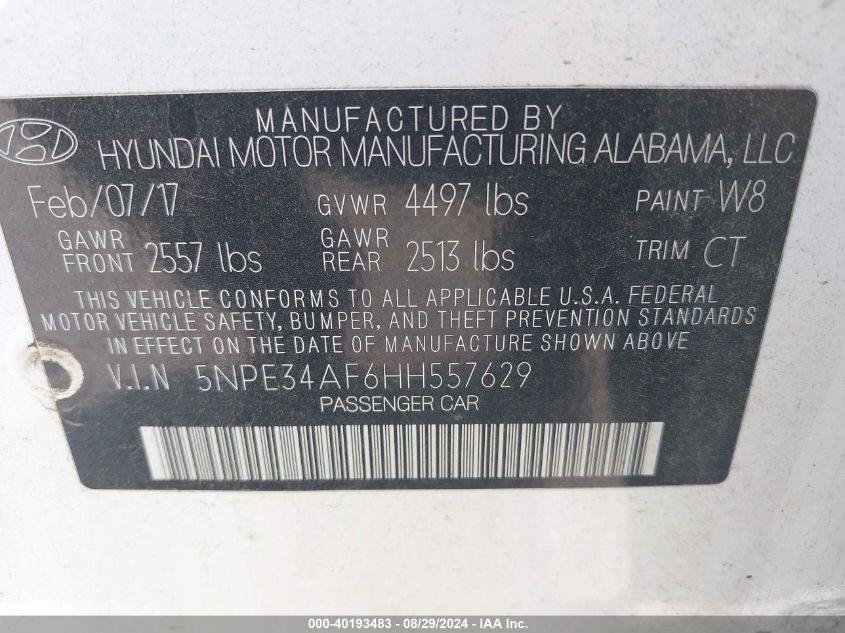 MANUFACTURED BY
HYUNDAI MOTOR MANUFACTURING ALABAMA, LLC
Feb/07/17 GVWR 4497 lbs PAINT W8
GAWR FRONT 2557 lbs GAWR REAR 2513 lbs TRIM CT
THIS VEHICLE CONFORMS TO ALL APPLICABLE U.S.A. FEDERAL
MOTOR VEHICLE SAFETY, BUMPER, AND THEFT PREVENTION STANDARDS
IN EFFECT ON THE DATE OF MANUFACTURE SHOWN ABOVE
V.I.N 5NPE34AF6HH557629
PASSENGER CAR
000-40193483 - 08/29/2024 - IAA Inc.